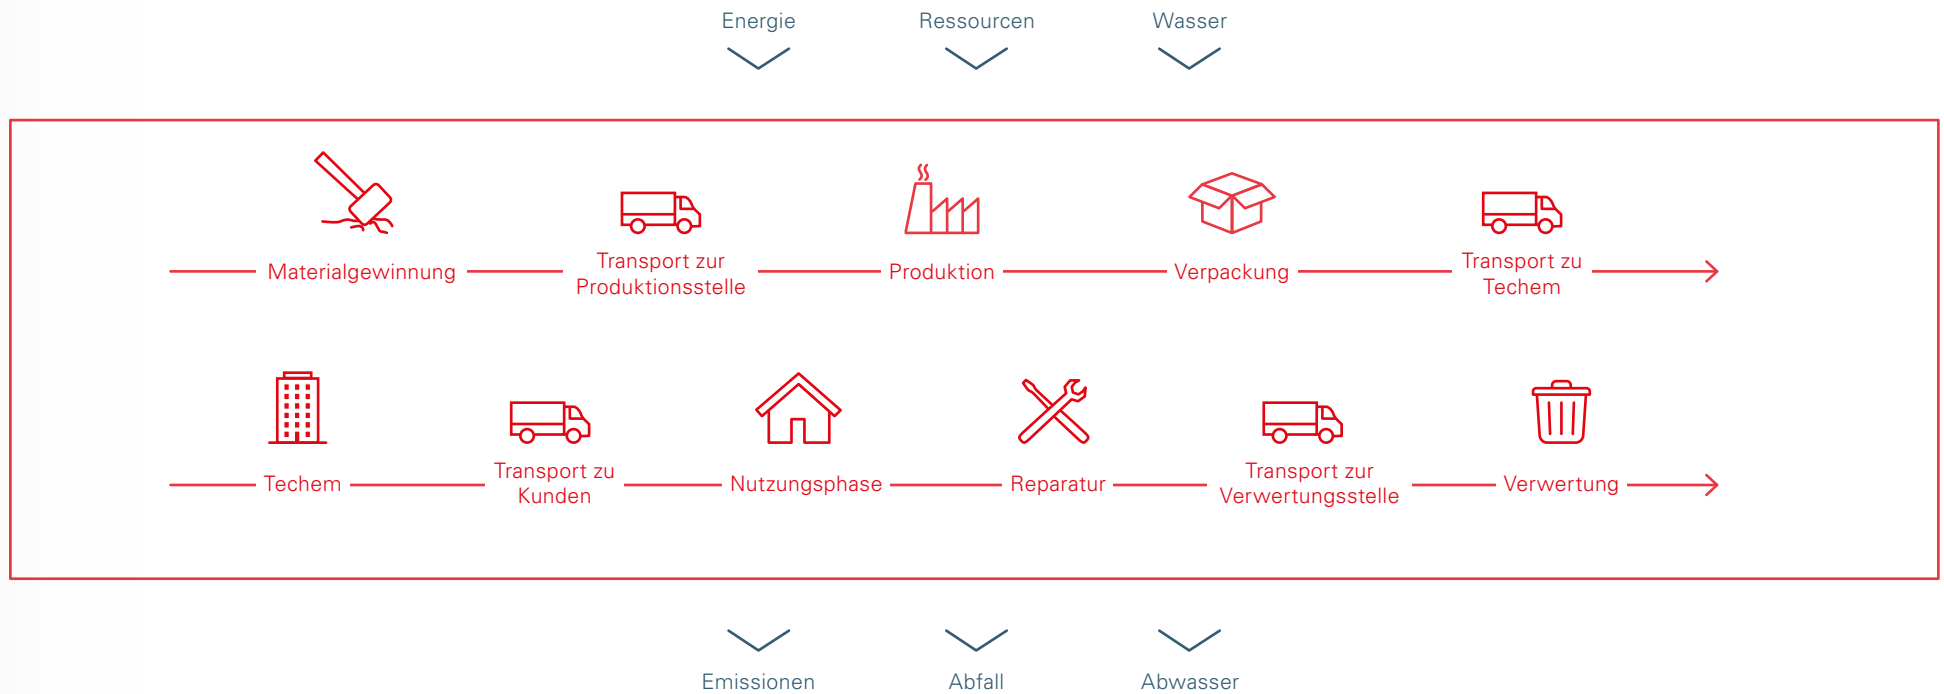 Energie
Ressourcen
Wasser
Materialgewinnung
Transport zur
Produktionsstelle
Produktion
Verpackung
Transport zu
Techem
Techem
Transport zu
Kunden
Nutzungsphase
Reparatur
Transport zur
Verwertungsstelle
Verwertung
Emissionen
Abfall
Abwasser